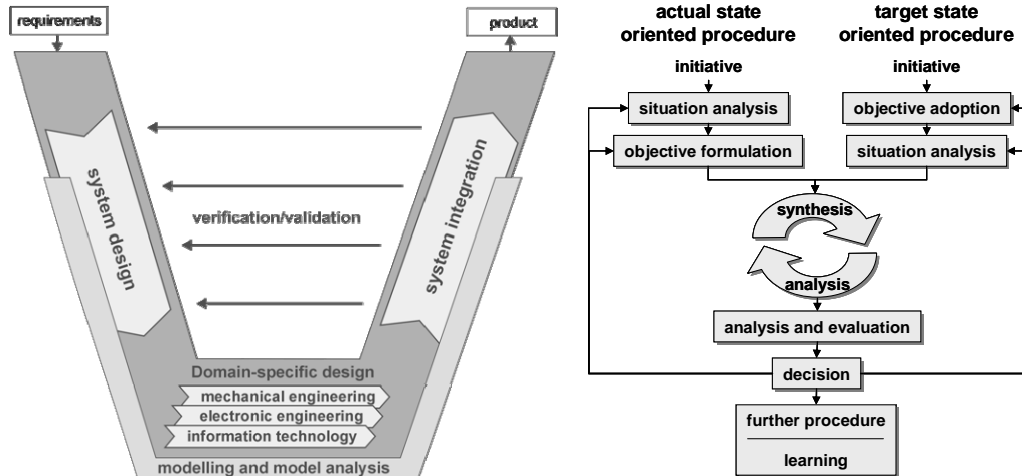 requirements
product
system design
system integration
verification/validation
Domain-specific design
mechanical engineering
electronic engineering
information technology
modelling and model analysis
actual state
oriented procedure
target state
oriented procedure
initiative
initiative
situation analysis
objective adoption
objective formulation
situation analysis
synthesis
analysis
analysis and evaluation
decision
further procedure
learning